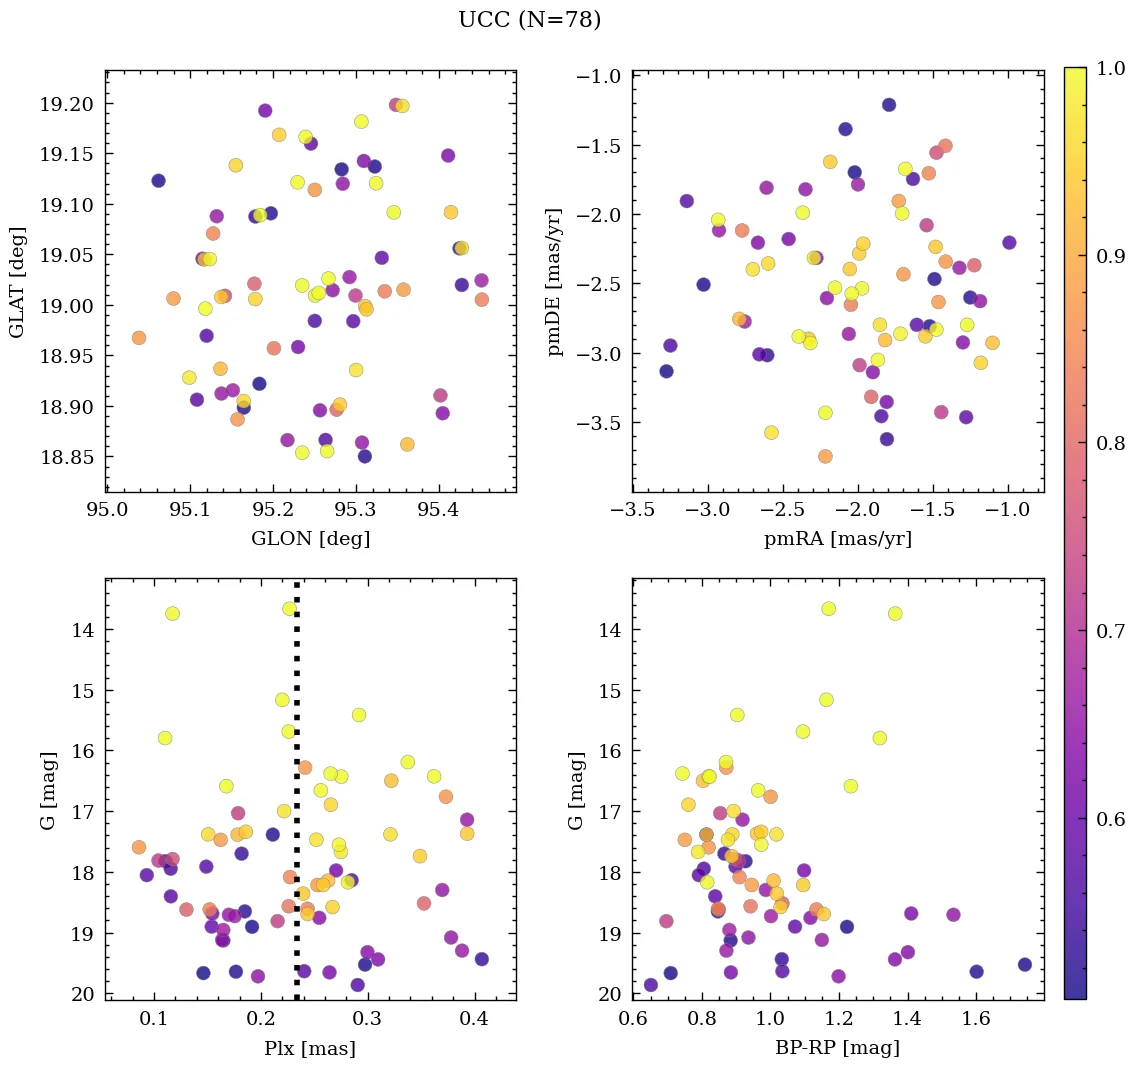 UCC (N=78)
19.20
19.15
19.10
19.05
19.00
18.95
18.90
18.85
GLAT [deg]
95.0 95.1 95.2 95.3 95.4
GLON [deg]
−1.0
−1.5
−2.0
−2.5
−3.0
−3.5
pmDE [mas/yr]
−3.5 −3.0 −2.5 −2.0 −1.5 −1.0
pmRA [mas/yr]
14
15
16
17
18
19
20
G [mag]
0.1 0.2 0.3 0.4
Plx [mas]
14
15
16
17
18
19
20
G [mag]
0.6 0.8 1.0 1.2 1.4 1.6
BP-RP [mag]
1.0
0.9
0.8
0.7
0.6